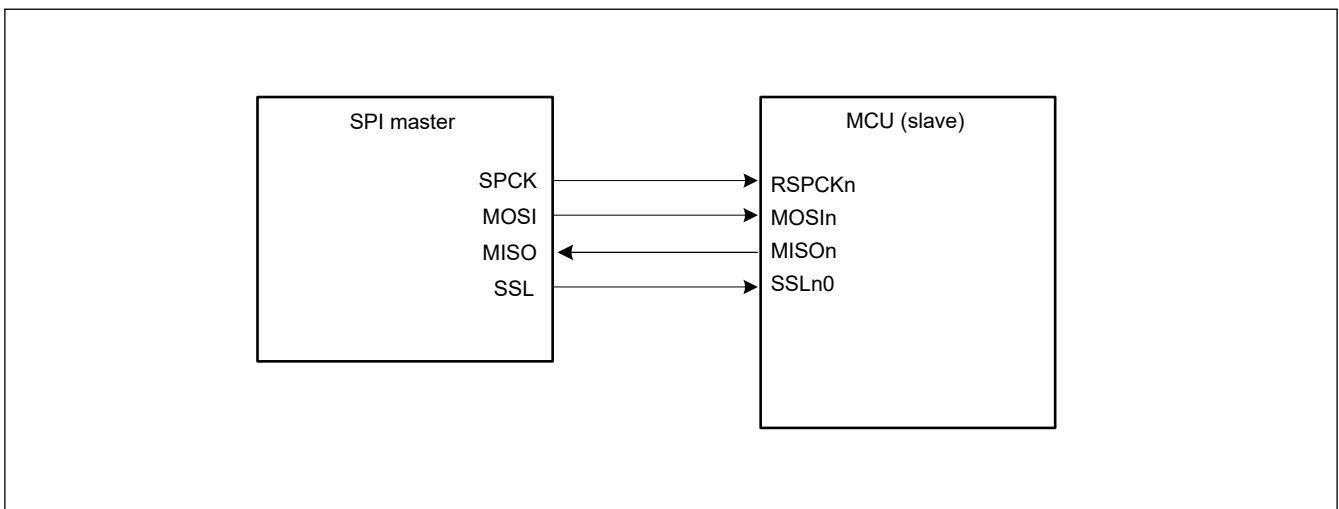 SPI master
SPCK
MOSI
MISO
SSL
MCU (slave)
RSPCKn
MOSIn
MISOn
SSLn0